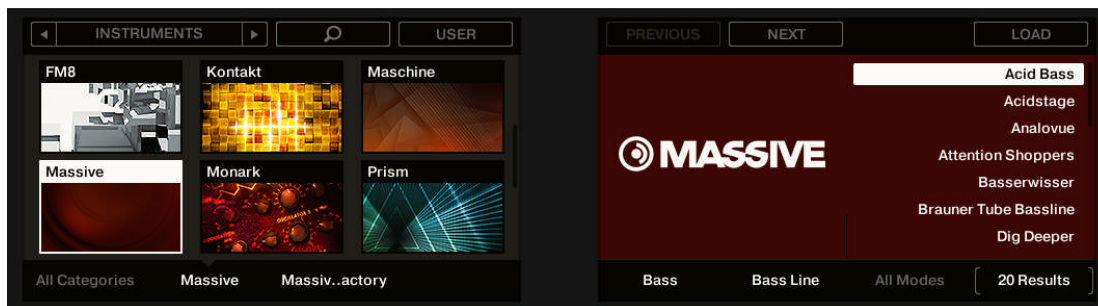 INSTRUMENTS
USER
FM8
Kontakt
Maschine
Massive
Monark
Prism
All Categories
Massive
Massiv..actory
PREVIOUS
NEXT
LOAD
MASSIVE
Acid Bass
Acidstage
Analovue
Attention Shoppers
Basserwisser
Brauner Tube Bassline
Dig Deeper
Bass
Bass Line
All Modes
20 Results